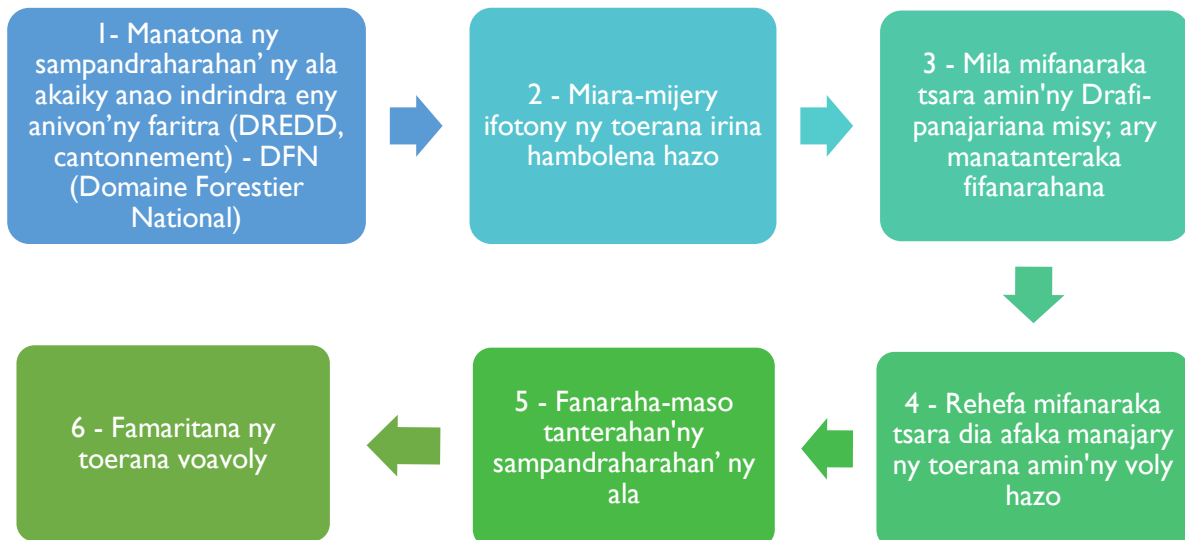 1- Manatona ny
sampandraharahan’ ny ala
akaiky anao indrindra eny
anivon’ny faritra (DREDD,
cantonnement) - DFN
(Domaine Forestier
National)
2 - Miara-mijery
ifotony ny toerana irina
hambolena hazo
3 - Mila mifanaraka
tsara amin'ny Drafi-
panajariana misy; ary
manatanteraka
fifanarahana
4 - Rehefa mifanaraka
tsara dia afaka manajary
ny toerana amin'ny voly
hazo
5 - Fanaraha-maso
tanterahan'ny
sampandraharahan’ ny
ala
6 - Famaritana ny
toerana voavoly